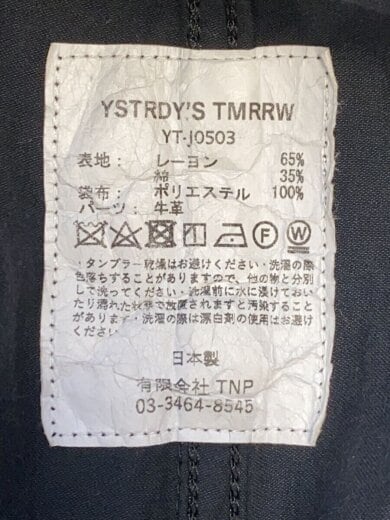 YSTRDY'S TMRRW
YT-J0503
表地： レーヨン 65%
綿 35%
袋布： ポリエステル 100%
パーツ： 牛革
F W
・タンブラー乾燥はお避けください・洗濯の際
色落ちすることがありますので、他の物と分別
して洗ってください・洗濯前に水に浸けておい
たり濡れた状態で放置されますと汚染すること
があります・洗濯の際は漂白剤の使用はお避け
ください
日本製
有限会社 TNP
03-3464-8545